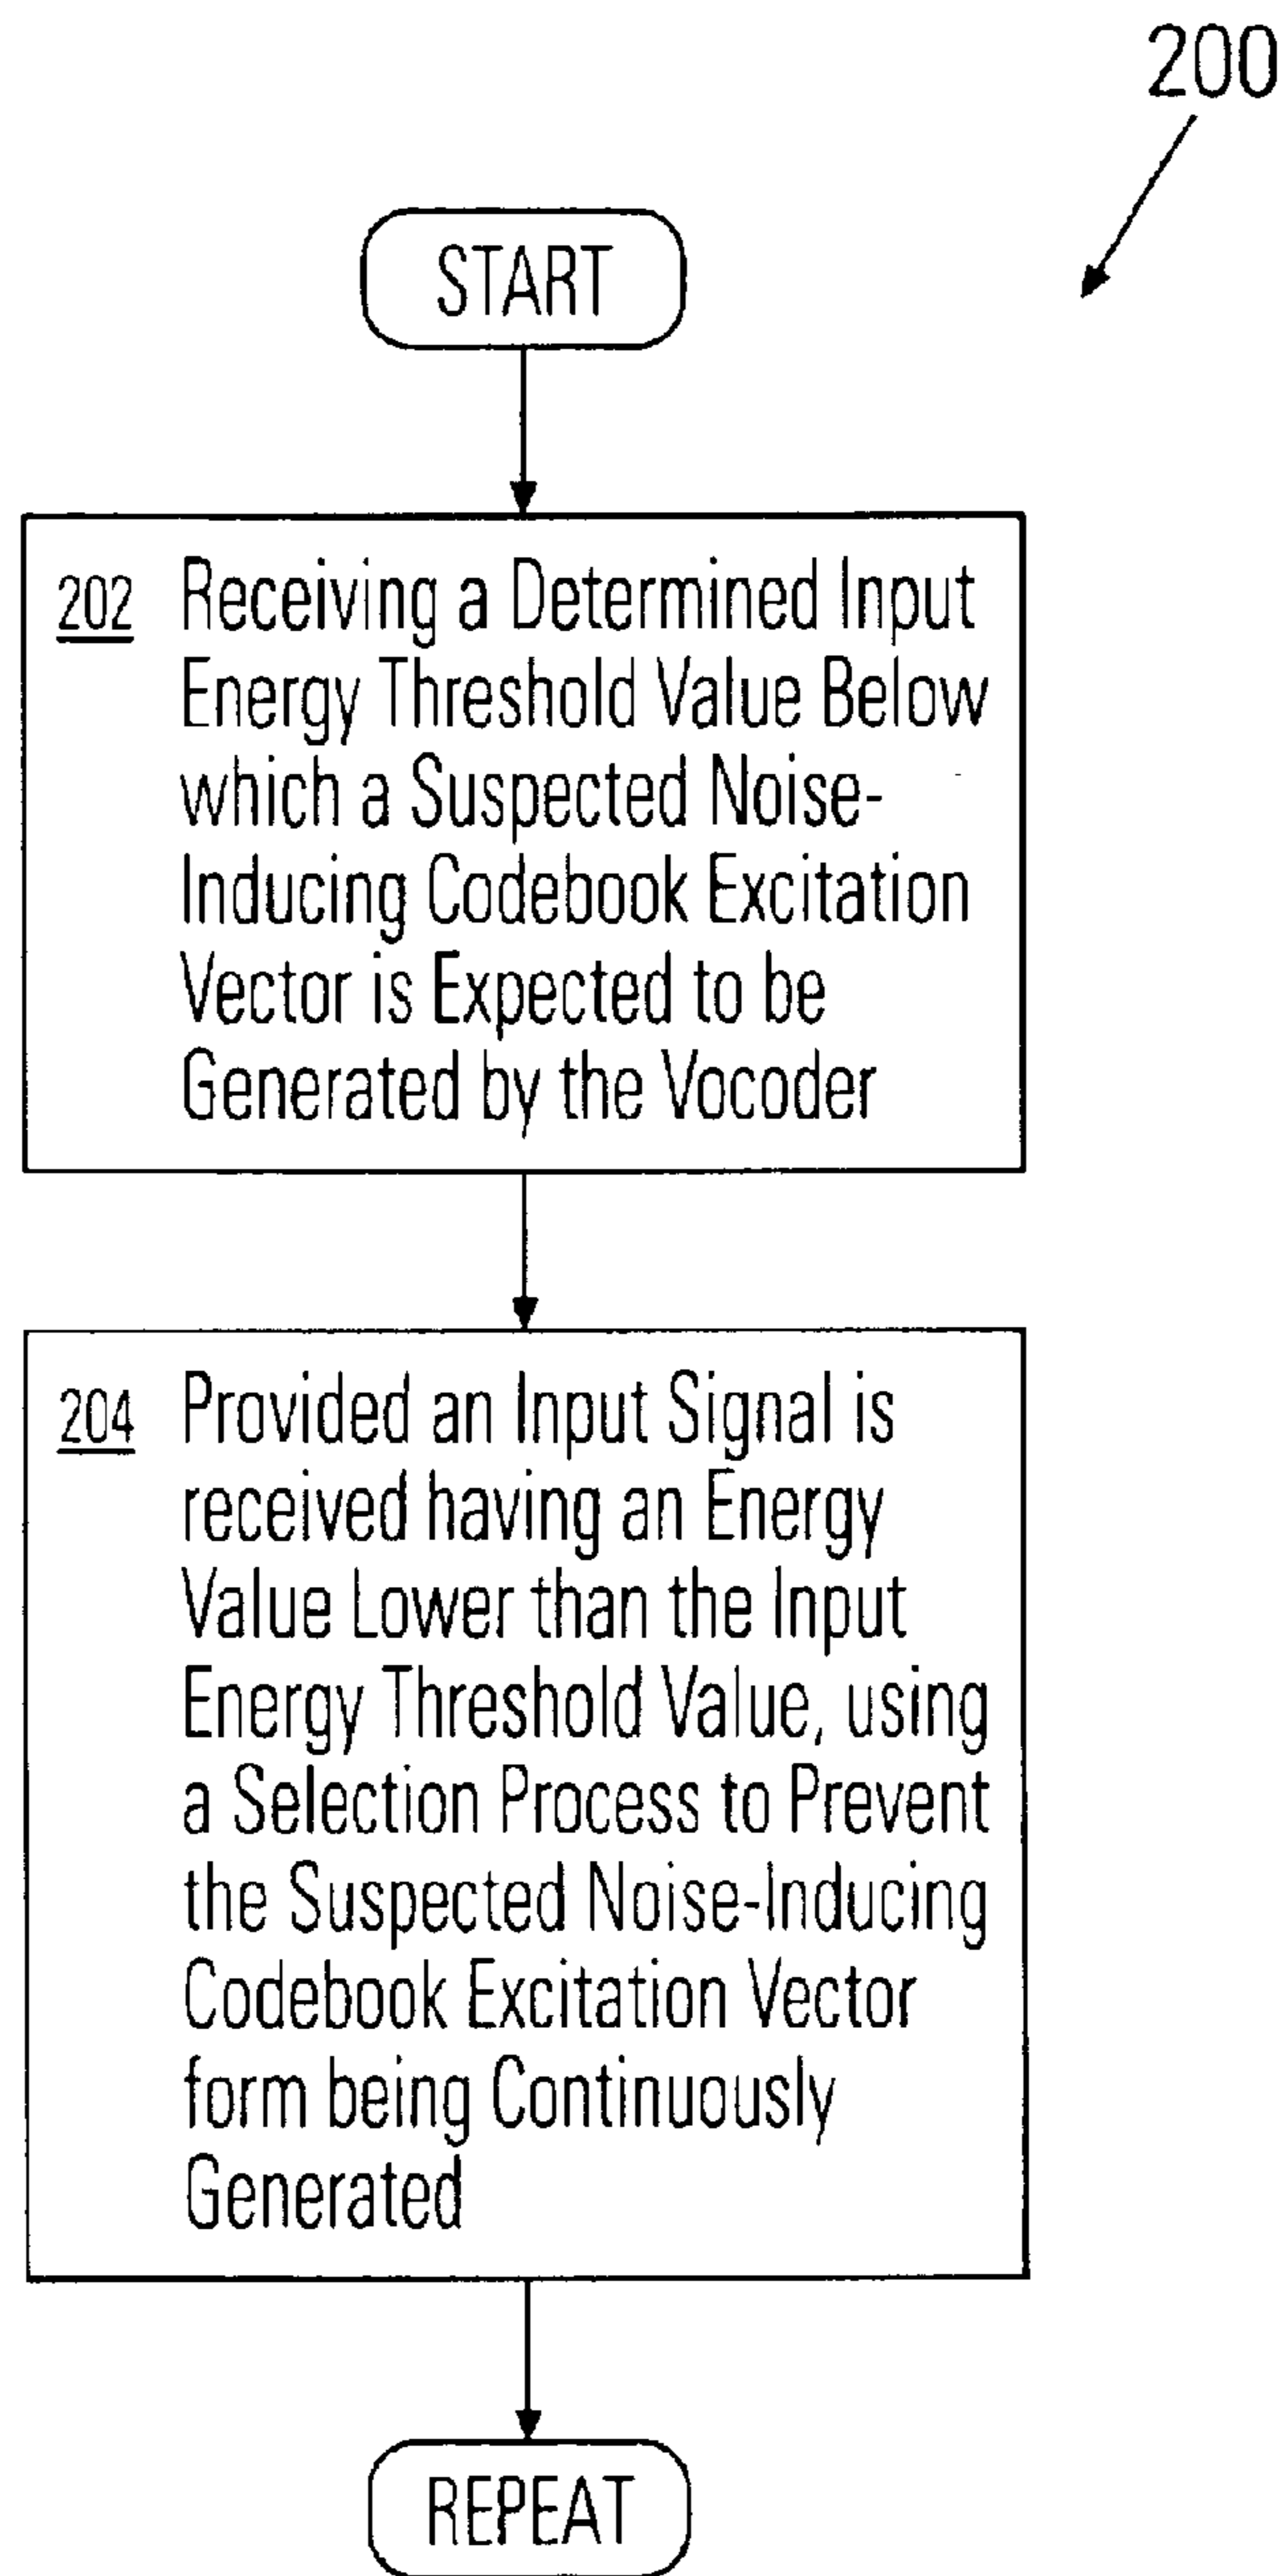 200
START
202 Receiving a Determined Input
Energy Threshold Value Below
which a Suspected Noise-
Inducing Codebook Excitation
Vector is Expected to be
Generated by the Vocoder
204 Provided an Input Signal is
received having an Energy
Value Lower than the Input
Energy Threshold Value, using
a Selection Process to Prevent
the Suspected Noise-Inducing
Codebook Excitation Vector
form being Continuously
Generated
REPEAT